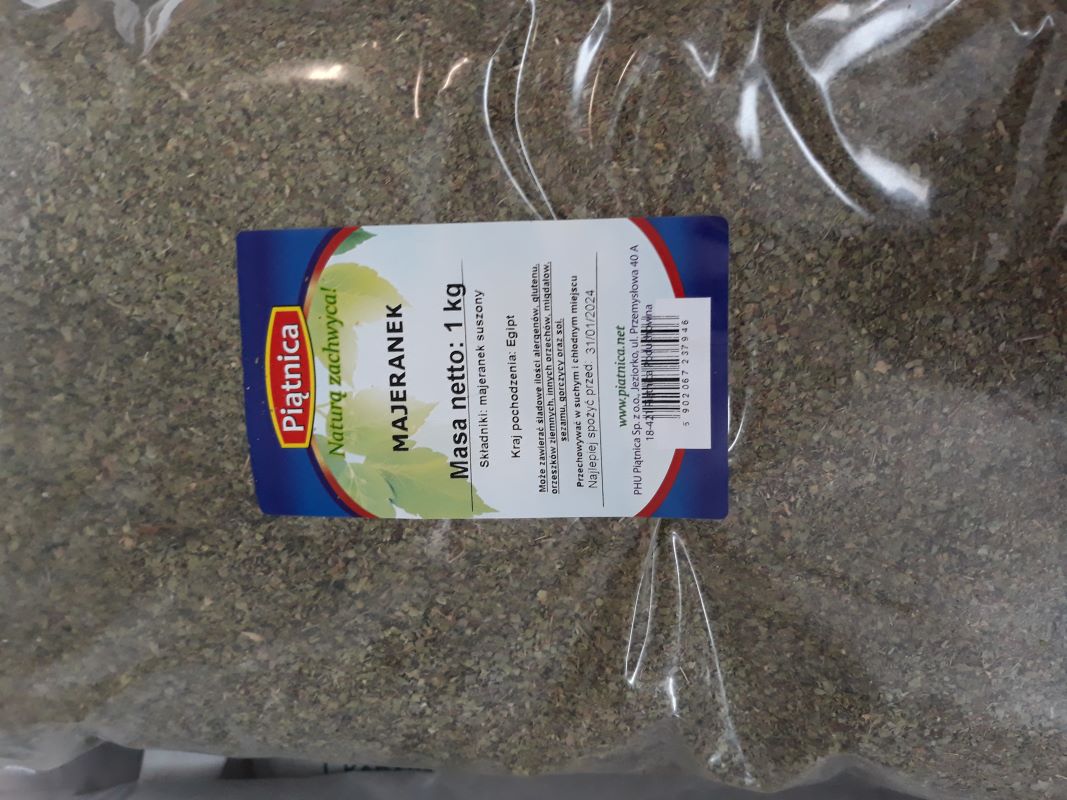 Piątnica
Naturą zachwyca!
MAJERANEK
Masa netto: 1 kg
Składniki: majeranek suszony
Kraj pochodzenia: Egipt
Może zawierać śladowe ilości alergenów, glutenu,
orzeszków ziemnych, innych orzechów, migdałów,
sezamu, gorczycy oraz soi.
Przechowywać w suchym i chłodnym miejscu
Najlepiej spożyć przed: 31/01/2024
www.piatnica.net
PHU Piątnica Sp. z o.o., Jeziorko, ul. Przemysłowa 40 A
5 902067 237946